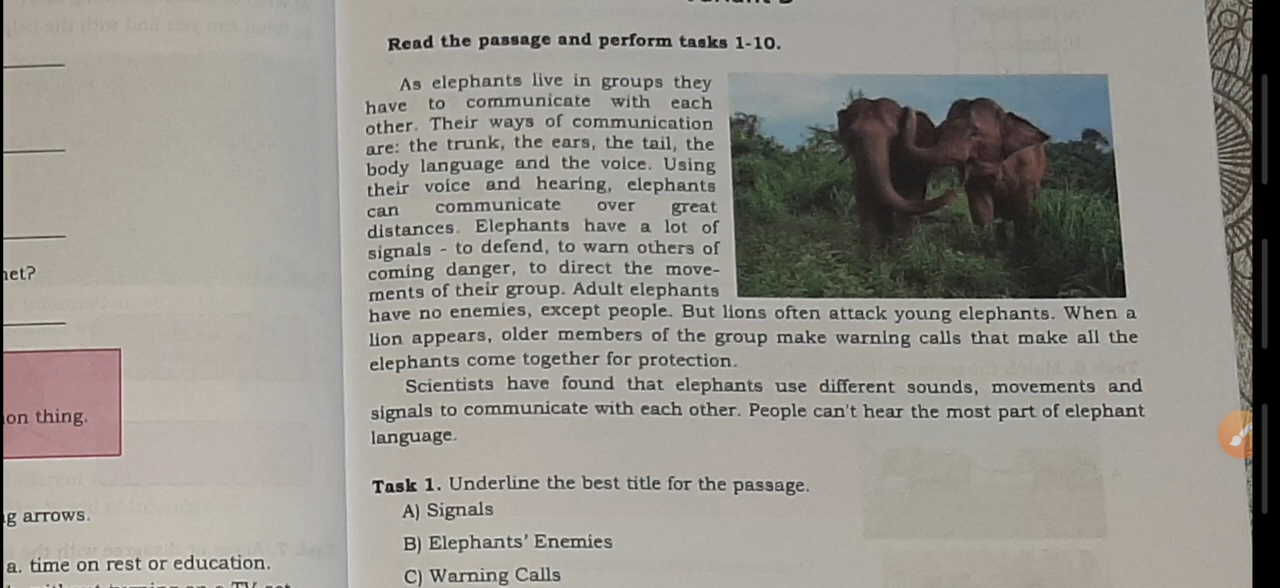 net?
on thing.
g arrows.
a. time on rest or education.
Read the passage and perform tasks 1-10.
As elephants live in groups they
have to communicate with each
other. Their ways of communication
are: the trunk, the ears, the tail, the
body language and the voice. Using
their voice and hearing, elephants
can communicate over great
distances. Elephants have a lot of
signals - to defend, to warn others of
coming danger, to direct the move-
ments of their group. Adult elephants
have no enemies, except people. But lions often attack young elephants. When a
lion appears, older members of the group make warning calls that make all the
elephants come together for protection.
Scientists have found that elephants use different sounds, movements and
signals to communicate with each other. People can't hear the most part of elephant
language.
Task 1. Underline the best title for the passage.
A) Signals
B) Elephants' Enemies
C) Warning Calls